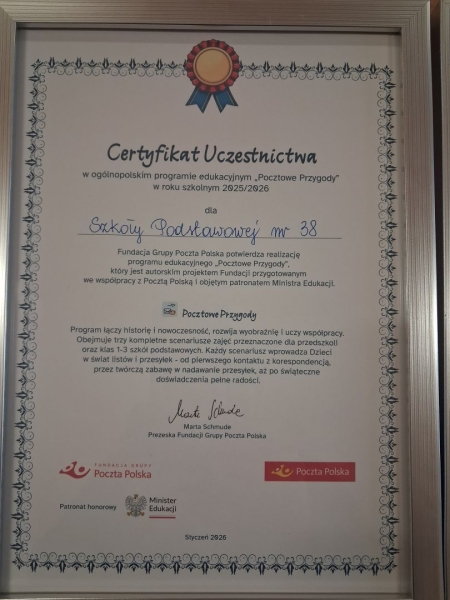 Certyfikat Uczestnictwa
w ogólnopolskim programie edukacyjnym „Pocztowe Przygody"
w roku szkolnym 2025/2026
dla
Szkoły Podstawowej nr 38
Fundacja Grupy Poczta Polska potwierdza realizację
programu edukacyjnego „Pocztowe Przygody",
który jest autorskim projektem Fundacji przygotowanym
we współpracy z Pocztą Polską i objętym patronatem Ministra Edukacji.
Pocztowe Przygody
Program łączy historię i nowoczesność, rozwija wyobraźnię i uczy współpracy.
Obejmuje trzy kompletne scenariusze zajęć przeznaczone dla przedszkoli
oraz klas 1-3 szkół podstawowych. Każdy scenariusz wprowadza Dzieci
w świat listów i przesyłek - od pierwszego kontaktu z korespondencją,
przez twórczą zabawę w nadawanie przesyłek, aż po świąteczne
doświadczenia pełne radości.
Marta Schmude
Marta Schmude
Prezeska Fundacji Grupy Poczta Polska
FUNDACJA GRUPY
Poczta Polska
Poczta Polska
Patronat honorowy
Minister
Edukacji
Styczeń 2026